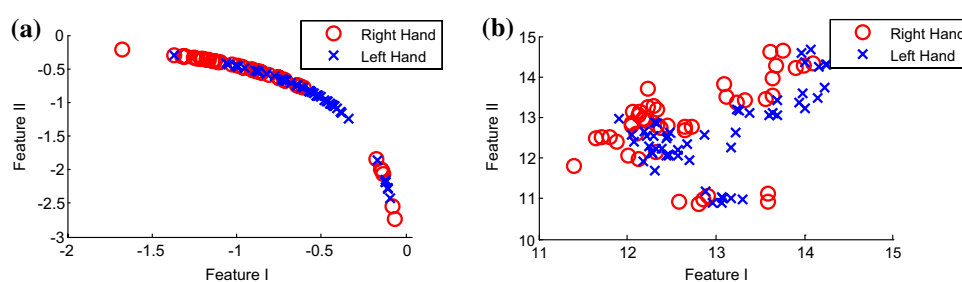 (a)
Right Hand
Left Hand
0
-0.5
-1
-1.5
-2
-2.5
-3
Feature II
-2
-1.5
-1
-0.5
0
Feature I
(b)
Right Hand
Left Hand
15
14
13
12
11
10
Feature II
11
12
13
14
15
Feature I